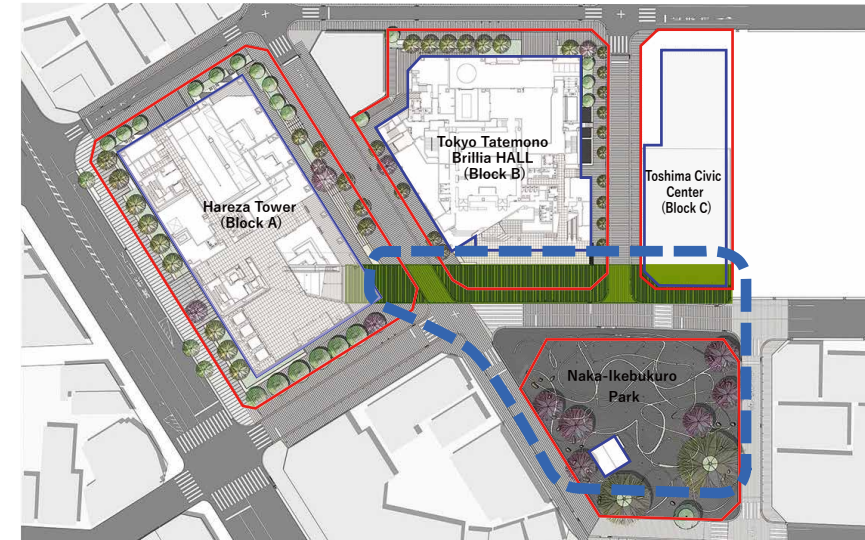 Hareza Tower
(Block A)
Tokyo Tatemono
Brillia HALL
(Block B)
Toshima Civic
Center
(Block C)
Naka-Ikebukuro
Park